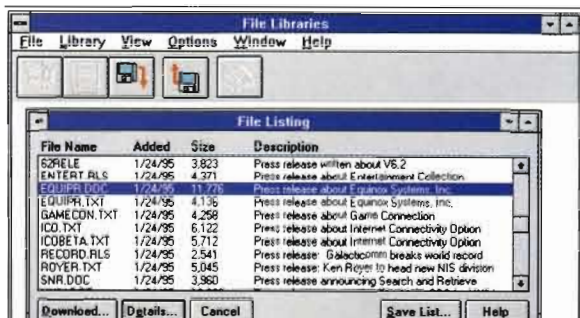 File Libraries
File Library View Options Window Help
File Listing
File Name Added Size Description
62RELE 1/24/95 3,823 Press release written about V6.2
ENTERT.RLS 1/24/95 4,371 Press release about Entertainment Collection
EQUIPR.DOC 1/24/95 11,776 Press release about Equinox Systems, Inc.
EQUIPR.TXT 1/24/95 4,136 Press release about Equinox Systems, Inc.
GAMECON.TXT 1/24/95 4,258 Press release about Game Connection
ICO.TXT 1/24/95 6,122 Press release about Internet Connectivity Option
ICOBETA.TXT 1/24/95 5,712 Press release about Internet Connectivity Option
RECORD.RLS 1/24/95 2,541 Press release: Galacticomm breaks world record
ROYER.TXT 1/24/95 5,045 Press release: Ken Royer to head new NIS division
SNR.DOC 1/24/95 3,960 Press release announcing Search and Retrieve
Download... Details... Cancel Save List... Help